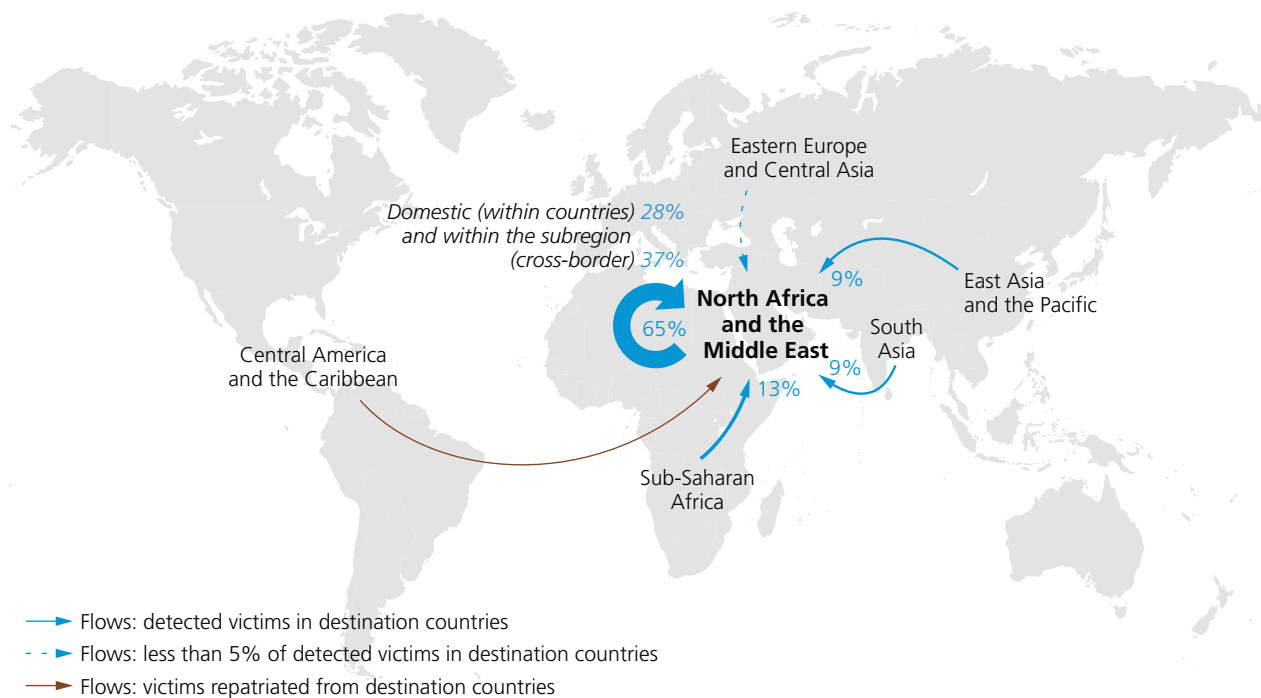 Eastern Europe
and Central Asia
Domestic (within countries) 28%
and within the subregion
(cross-border) 37%
9%
East Asia
and the Pacific
North Africa
and the
Middle East
65%
South
Asia
9%
13%
Central America
and the Caribbean
Sub-Saharan
Africa
Flows: detected victims in destination countries
Flows: less than 5% of detected victims in destination countries
Flows: victims repatriated from destination countries